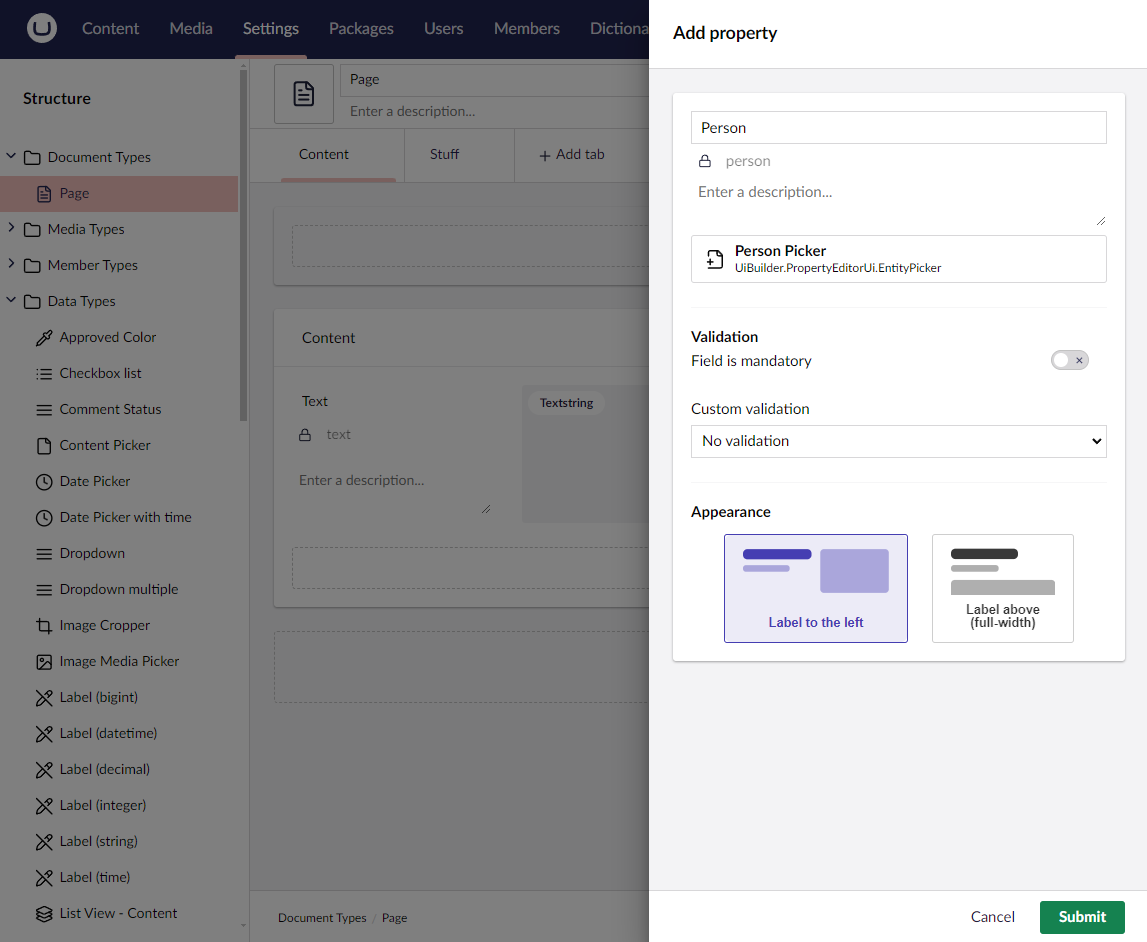 Content Media Settings Packages Users Members Dictiona
Structure
Document Types
Page
Media Types
Member Types
Data Types
Approved Color
Checkbox list
Comment Status
Content Picker
Date Picker
Date Picker with time
Dropdown
Dropdown multiple
Image Cropper
Image Media Picker
Label (bigint)
Label (datetime)
Label (decimal)
Label (integer)
Label (string)
Label (time)
List View - Content
Page
Enter a description...
Content Stuff + Add tab
Content
Text
text
Enter a description...
Textstring
Document Types / Page
Add property
Person
person
Enter a description...
Person Picker
UiBuilder.PropertyEditorUi.EntityPicker
Validation
Field is mandatory
Custom validation
No validation
Appearance
Label to the left
Label above
(full-width)
Cancel Submit